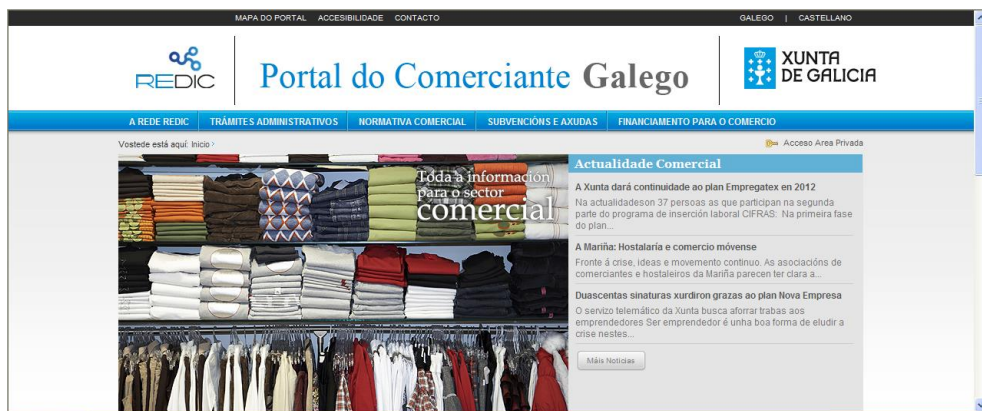 MAPA DO PORTAL ACCESIBILIDADE CONTACTO GALEGO | CASTELLANO
REDIC
Portal do Comerciante Galego
XUNTA
DE GALICIA
A REDE REDIC TRÁMITES ADMINISTRATIVOS NORMATIVA COMERCIAL SUBVENCIÓNS E AXUDAS FINANCIAMENTO PARA O COMERCIO
Vostede está aquí: Inicio > Acceso Area Privada
Toda a información
para o sector
comercial
Actualidade Comercial
A Xunta dará continuidade ao plan Empregatex en 2012
Na actualidadeson 37 persoas as que participan na segunda
parte do programa de inserción laboral CIFRAS: Na primeira fase
do plan...
A Mariña: Hostalaría e comercio móvense
Fronte á crise, ideas e movemento continuo. As asociacións de
comerciantes e hostaleiros da Mariña parecen ter clara a...
Duascentas sinaturas xurdiron grazas ao plan Nova Empresa
O servizo telemático da Xunta busca aforrar trabas aos
emprendedores Ser emprendedor é unha boa forma de eludir a
crise nestes...
Máis Noticias